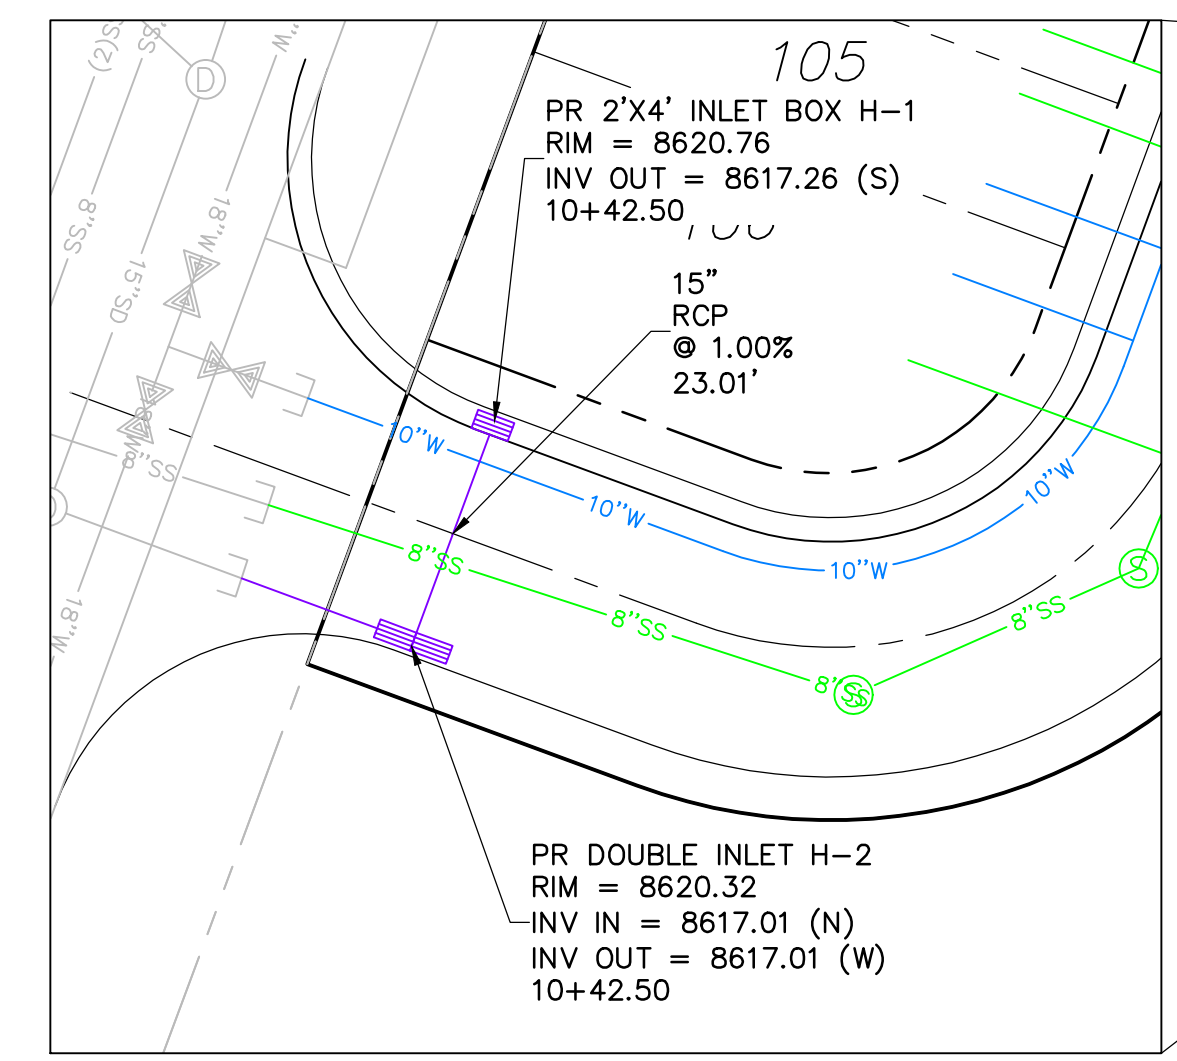 105
PR 2'X4' INLET BOX H-1
RIM = 8620.76
INV OUT = 8617.26 (S)
10+42.50
15"
RCP
@ 1.00%
23.01'
D
18"W
8"SS
15"SD
8"SS
10"W
10"W
10"W
10"W
8"SS
8"SS
8"SS
8"SS
S
S
18"W
PR DOUBLE INLET H-2
RIM = 8620.32
INV IN = 8617.01 (N)
INV OUT = 8617.01 (W)
10+42.50